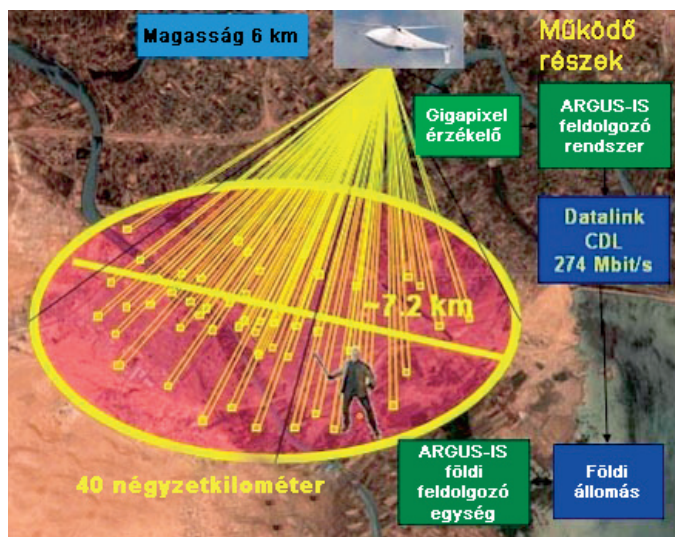 Magasság 6 km
Működő
részek
Gigapixel
érzékelő
ARGUS-IS
feldolgozó
rendszer
Datalink
CDL
274 Mbit/s
~7.2 km
40 négyzetkilométer
ARGUS-IS
földi
feldolgozó
egység
Földi
állomás